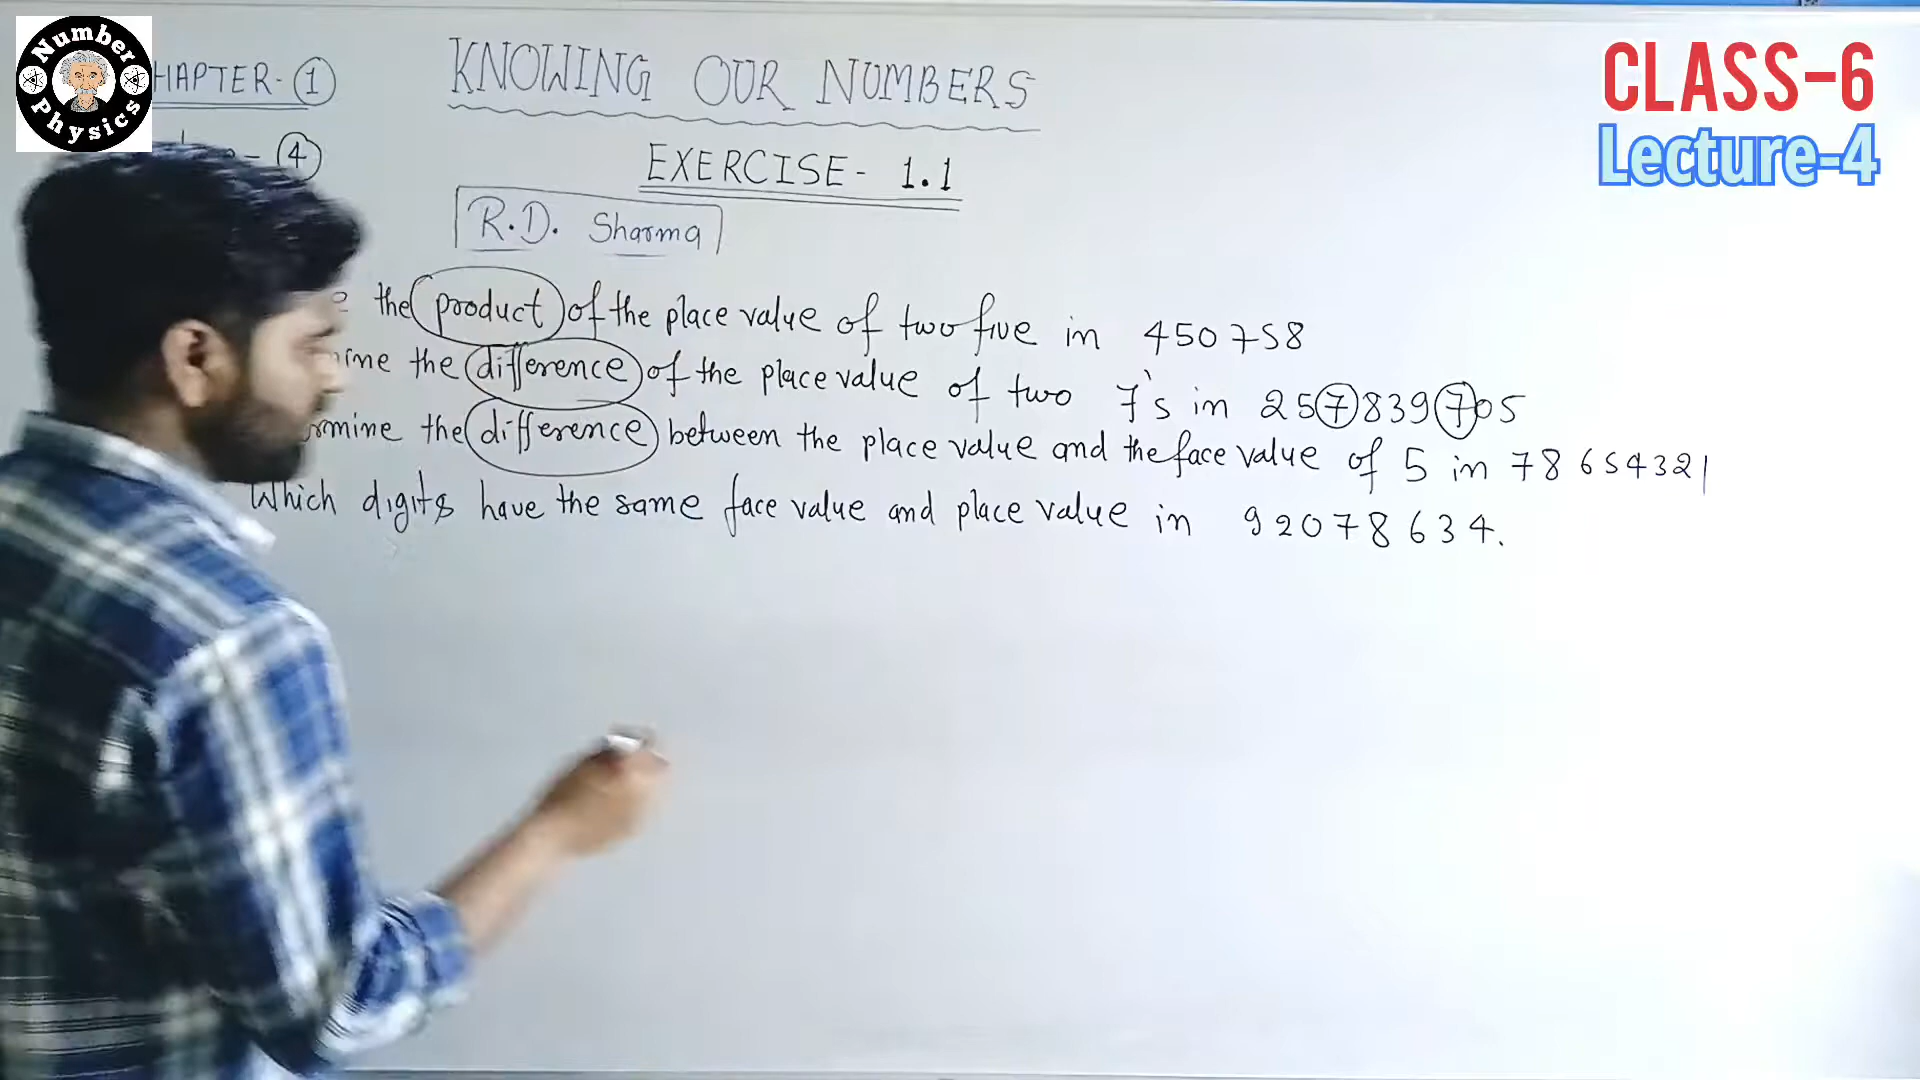 Number Physics
HAPTER-1
KNOWING OUR NUMBERS
CLASS-6
Lecture-4
- 4
EXERCISE- 1.1
R.D. Sharma
the product of the place value of two five in 450758
the difference of the place value of two 7's in 257839705
the difference between the place value and the face value of 5 in 78654321
Which digits have the same face value and place value in 92078634.